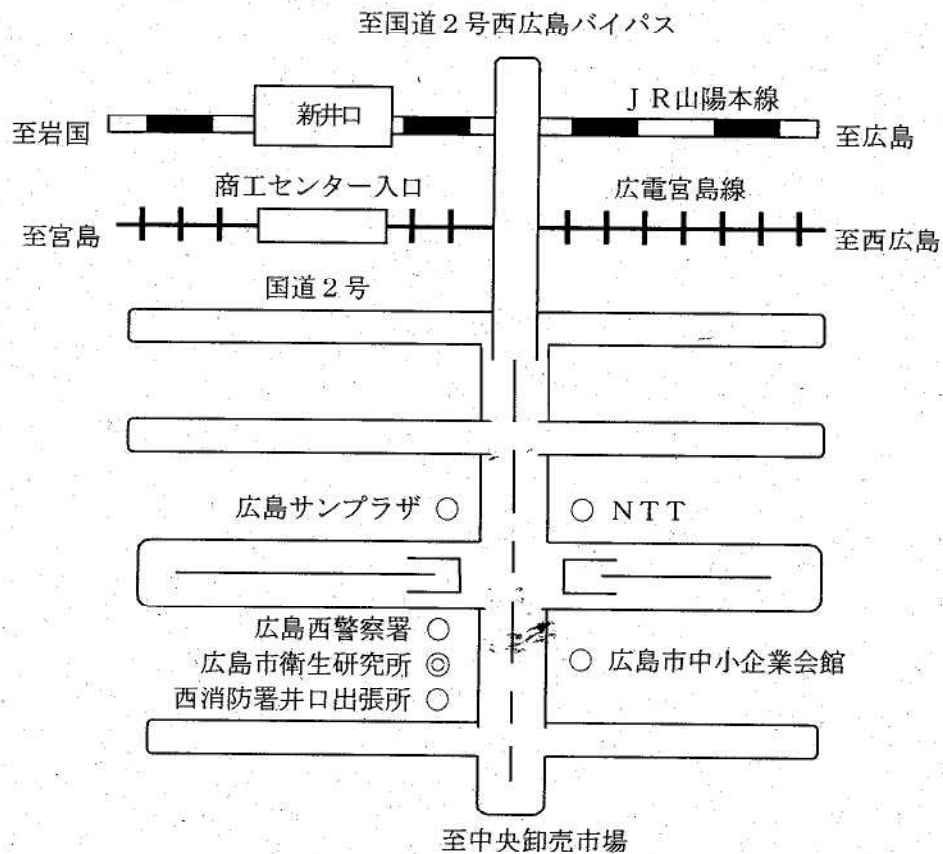 至国道２号西広島バイパス
ＪＲ山陽本線
新井口
至岩国
至広島
商工センター入口
広電宮島線
至宮島
至西広島
国道２号
広島サンプラザ ○
○ ＮＴＴ
広島西警察署 ○
広島市衛生研究所 ◎
○ 広島市中小企業会館
西消防署井口出張所 ○
至中央卸売市場